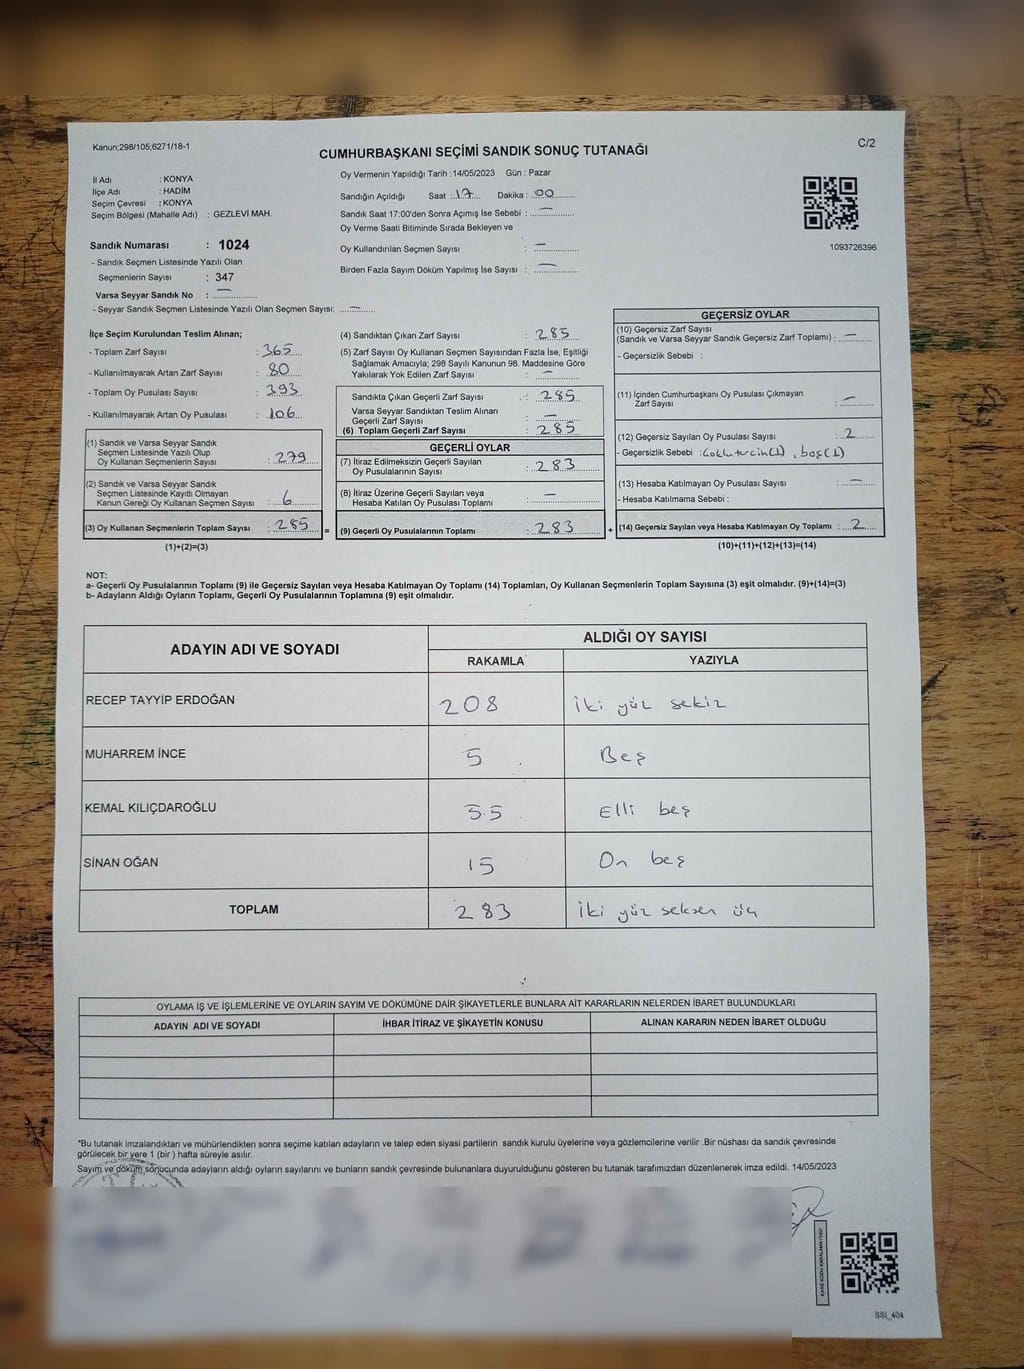 Kanun;298/105;6271/18-1
C/2
CUMHURBAŞKANI SEÇİMİ SANDIK SONUÇ TUTANAĞI
İl Adı : KONYA
İlçe Adı : HADİM
Seçim Çevresi : KONYA
Seçim Bölgesi (Mahalle Adı) : GEZLEVİ MAH.
Sandık Numarası : 1024
- Sandık Seçmen Listesinde Yazılı Olan
Seçmenlerin Sayısı : 347
Varsa Seyyar Sandık No : —
- Seyyar Sandık Seçmen Listesinde Yazılı Olan Seçmen Sayısı: —
Oy Vermenin Yapıldığı Tarih :14/05/2023 Gün : Pazar
Sandığın Açıldığı Saat : 17 Dakika : 00
Sandık Saat 17:00'den Sonra Açımış İse Sebebi : —
Oy Verme Saati Bitiminde Sırada Bekleyen ve
Oy Kullandırılan Seçmen Sayısı : —
Birden Fazla Sayım Döküm Yapılmış İse Sayısı : —
1093726396
İlçe Seçim Kurulundan Teslim Alınan;
- Toplam Zarf Sayısı : 365
- Kullanılmayarak Artan Zarf Sayısı : 80
- Toplam Oy Pusulası Sayısı : 393
- Kullanılmayarak Artan Oy Pusulası : 106
(1) Sandık ve Varsa Seyyar Sandık
Seçmen Listesinde Yazılı Olup
Oy Kullanan Seçmenlerin Sayısı : 279
(2) Sandık ve Varsa Seyyar Sandık
Seçmen Listesinde Kayıtlı Olmayan
Kanun Gereği Oy Kullanan Seçmen Sayısı : 6
(3) Oy Kullanan Seçmenlerin Toplam Sayısı : 285 =
(1)+(2)=(3)
(4) Sandıktan Çıkan Zarf Sayısı : 285
(5) Zarf Sayısı Oy Kullanan Seçmen Sayısından Fazla İse, Eşitliği
Sağlamak Amacıyla; 298 Sayılı Kanunun 98. Maddesine Göre
Yakılarak Yok Edilen Zarf Sayısı : —
Sandıkta Çıkan Geçerli Zarf Sayısı : 285
Varsa Seyyar Sandıktan Teslim Alınan
Geçerli Zarf Sayısı : —
(6) Toplam Geçerli Zarf Sayısı : 285
GEÇERLİ OYLAR
(7) İtiraz Edilmeksizin Geçerli Sayılan
Oy Pusulalarının Sayısı : 283
(8) İtiraz Üzerine Geçerli Sayılan veya
Hesaba Katılan Oy Pusulaları Toplamı : —
(9) Geçerli Oy Pusulalarının Toplamı : 283 +
GEÇERSİZ OYLAR
(10) Geçersiz Zarf Sayısı
(Sandık ve Varsa Seyyar Sandık Geçersiz Zarf Toplamı) : —
- Geçersizlik Sebebi :
(11) İçinden Cumhurbaşkanı Oy Pusulası Çıkmayan
Zarf Sayısı : —
(12) Geçersiz Sayılan Oy Pusulası Sayısı : 2
- Geçersizlik Sebebi : Çoklu tercih(1), boş(1)
(13) Hesaba Katılmayan Oy Pusulası Sayısı : —
- Hesaba Katılmama Sebebi :
(14) Geçersiz Sayılan veya Hesaba Katılmayan Oy Toplamı : 2
(10)+(11)+(12)+(13)=(14)
NOT:
a- Geçerli Oy Pusulalarının Toplamı (9) ile Geçersiz Sayılan veya Hesaba Katılmayan Oy Toplamı (14) Toplamları, Oy Kullanan Seçmenlerin Toplam Sayısına (3) eşit olmalıdır. (9)+(14)=(3)
b- Adayların Aldığı Oyların Toplamı, Geçerli Oy Pusulalarının Toplamına (9) eşit olmalıdır.
ADAYIN ADI VE SOYADI ALDIĞI OY SAYISI
RAKAMLA YAZIYLA
RECEP TAYYİP ERDOĞAN 208 İki yüz sekiz
MUHARREM İNCE 5 Beş
KEMAL KILIÇDAROĞLU 55 Elli beş
SİNAN OĞAN 15 On beş
TOPLAM 283 İki yüz seksen üç
OYLAMA İŞ VE İŞLEMLERİNE VE OYLARIN SAYIM VE DÖKÜMÜNE DAİR ŞİKAYETLERLE BUNLARA AİT KARARLARIN NELERDEN İBARET BULUNDUKLARI
ADAYIN ADI VE SOYADI İHBAR İTİRAZ VE ŞİKAYETİN KONUSU ALINAN KARARIN NEDEN İBARET OLDUĞU
*Bu tutanak imzalandıktan ve mühürlendikten sonra seçime katılan adayların ve talep eden siyasi partilerin sandık kurulu üyelerine veya gözlemcilerine verilir .Bir nüshası da sandık çevresinde
görülecek bir yere 1 (bir ) hafta süreyle asılır.
Sayım ve döküm sonucunda adayların aldığı oyların sayılarını ve bunların sandık çevresinde bulunanlara duyurulduğunu gösteren bu tutanak tarafımızdan düzenlenerek imza edildi. 14/05/2023
KARE KODU KARALAMAYINIZ!
SSI_404